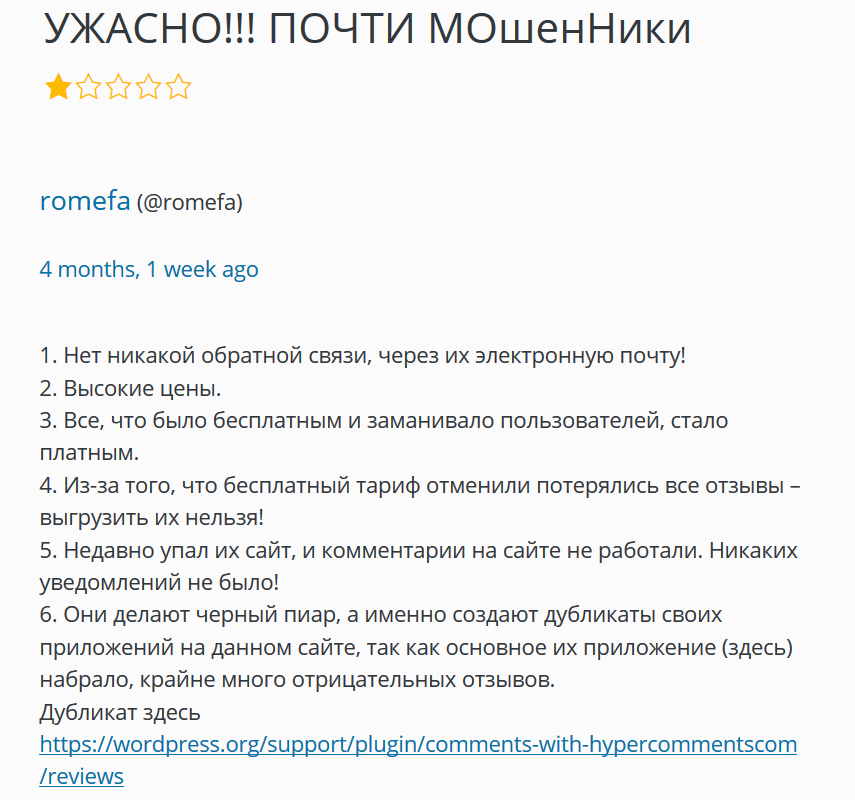 УЖАСНО!!! ПОЧТИ МОшенНики
romefa (@romefa)
4 months, 1 week ago
1. Нет никакой обратной связи, через их электронную почту!
2. Высокие цены.
3. Все, что было бесплатным и заманивало пользователей, стало
платным.
4. Из-за того, что бесплатный тариф отменили потерялись все отзывы –
выгрузить их нельзя!
5. Недавно упал их сайт, и комментарии на сайте не работали. Никаких
уведомлений не было!
6. Они делают черный пиар, а именно создают дубликаты своих
приложений на данном сайте, так как основное их приложение (здесь)
набрало, крайне много отрицательных отзывов.
Дубликат здесь
https://wordpress.org/support/plugin/comments-with-hypercommentscom
/reviews